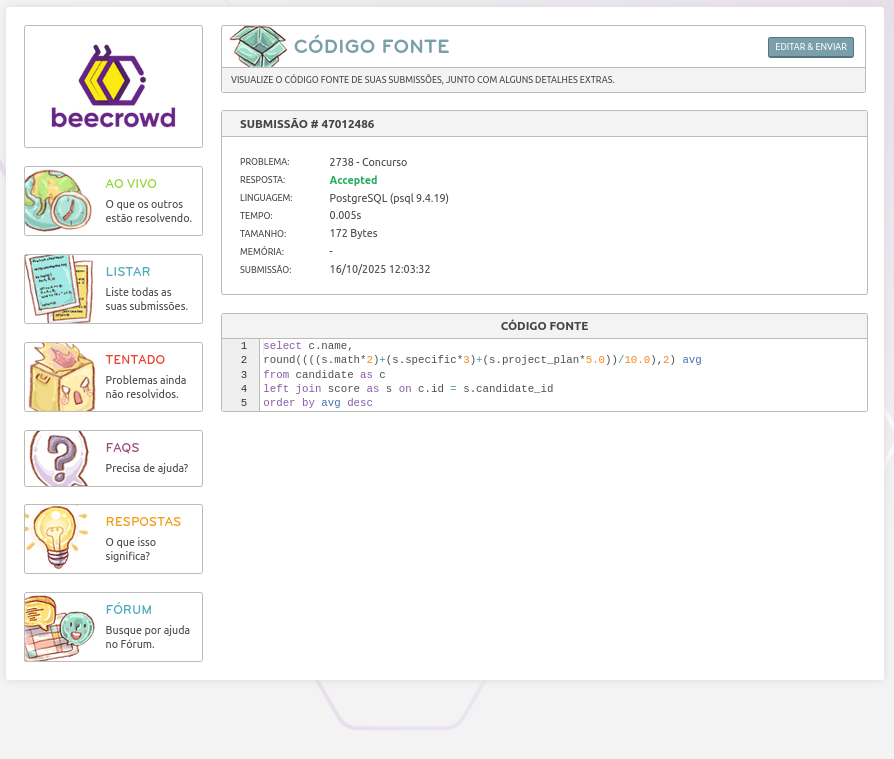 beecrowd
AO VIVO
O que os outros
estão resolvendo.
LISTAR
Liste todas as
suas submissões.
TENTADO
Problemas ainda
não resolvidos.
FAQS
Precisa de ajuda?
RESPOSTAS
O que isso
significa?
FÓRUM
Busque por ajuda
no Fórum.
CÓDIGO FONTE
EDITAR & ENVIAR
VISUALIZE O CÓDIGO FONTE DE SUAS SUBMISSÕES, JUNTO COM ALGUNS DETALHES EXTRAS.
SUBMISSÃO # 47012486
PROBLEMA: 2738 - Concurso
RESPOSTA: Accepted
LINGUAGEM: PostgreSQL (psql 9.4.19)
TEMPO: 0.005s
TAMANHO: 172 Bytes
MEMÓRIA: -
SUBMISSÃO: 16/10/2025 12:03:32
CÓDIGO FONTE
1 select c.name,
2 round((((s.math*2)+(s.specific*3)+(s.project_plan*5.0))/10.0),2) avg
3 from candidate as c
4 left join score as s on c.id = s.candidate_id
5 order by avg desc